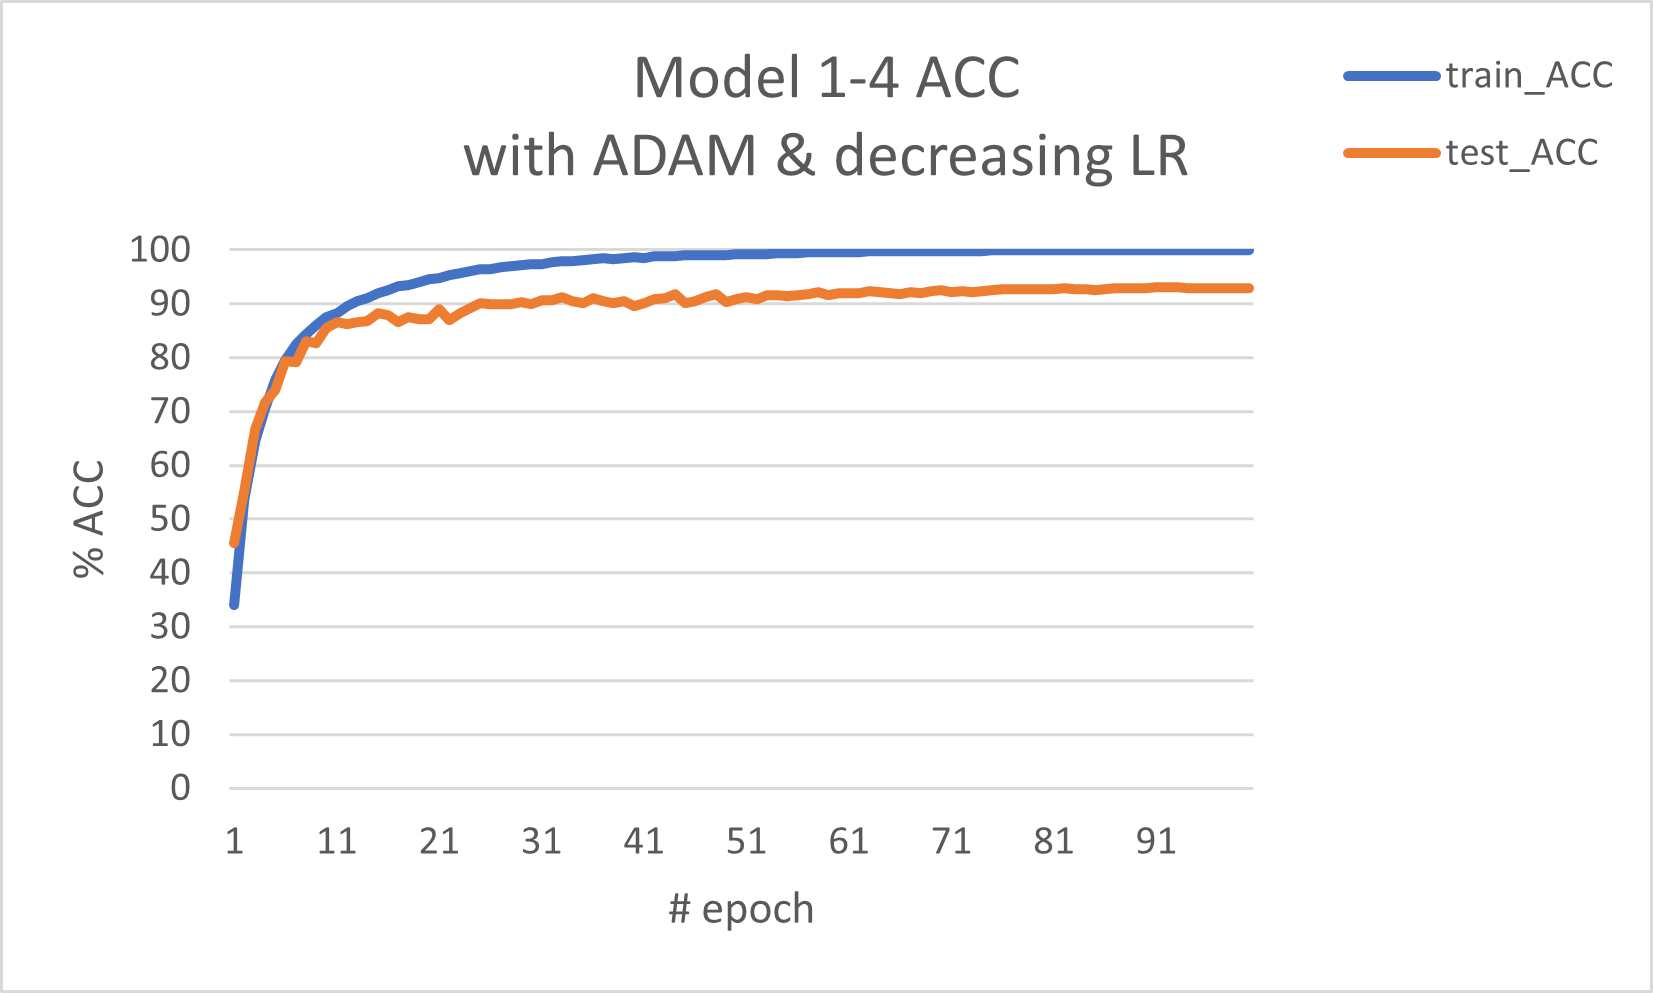 Model 1-4 ACC
with ADAM & decreasing LR
train_ACC
test_ACC
100
90
80
70
60
50
40
30
20
10
0
% ACC
1 11 21 31 41 51 61 71 81 91
# epoch